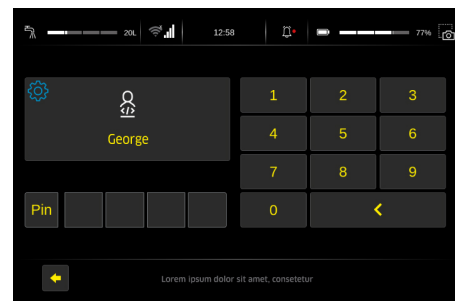 20L 12:58 77%
</>
George
1 2 3
4 5 6
7 8 9
Pin 0
Lorem ipsum dolor sit amet, consetetur